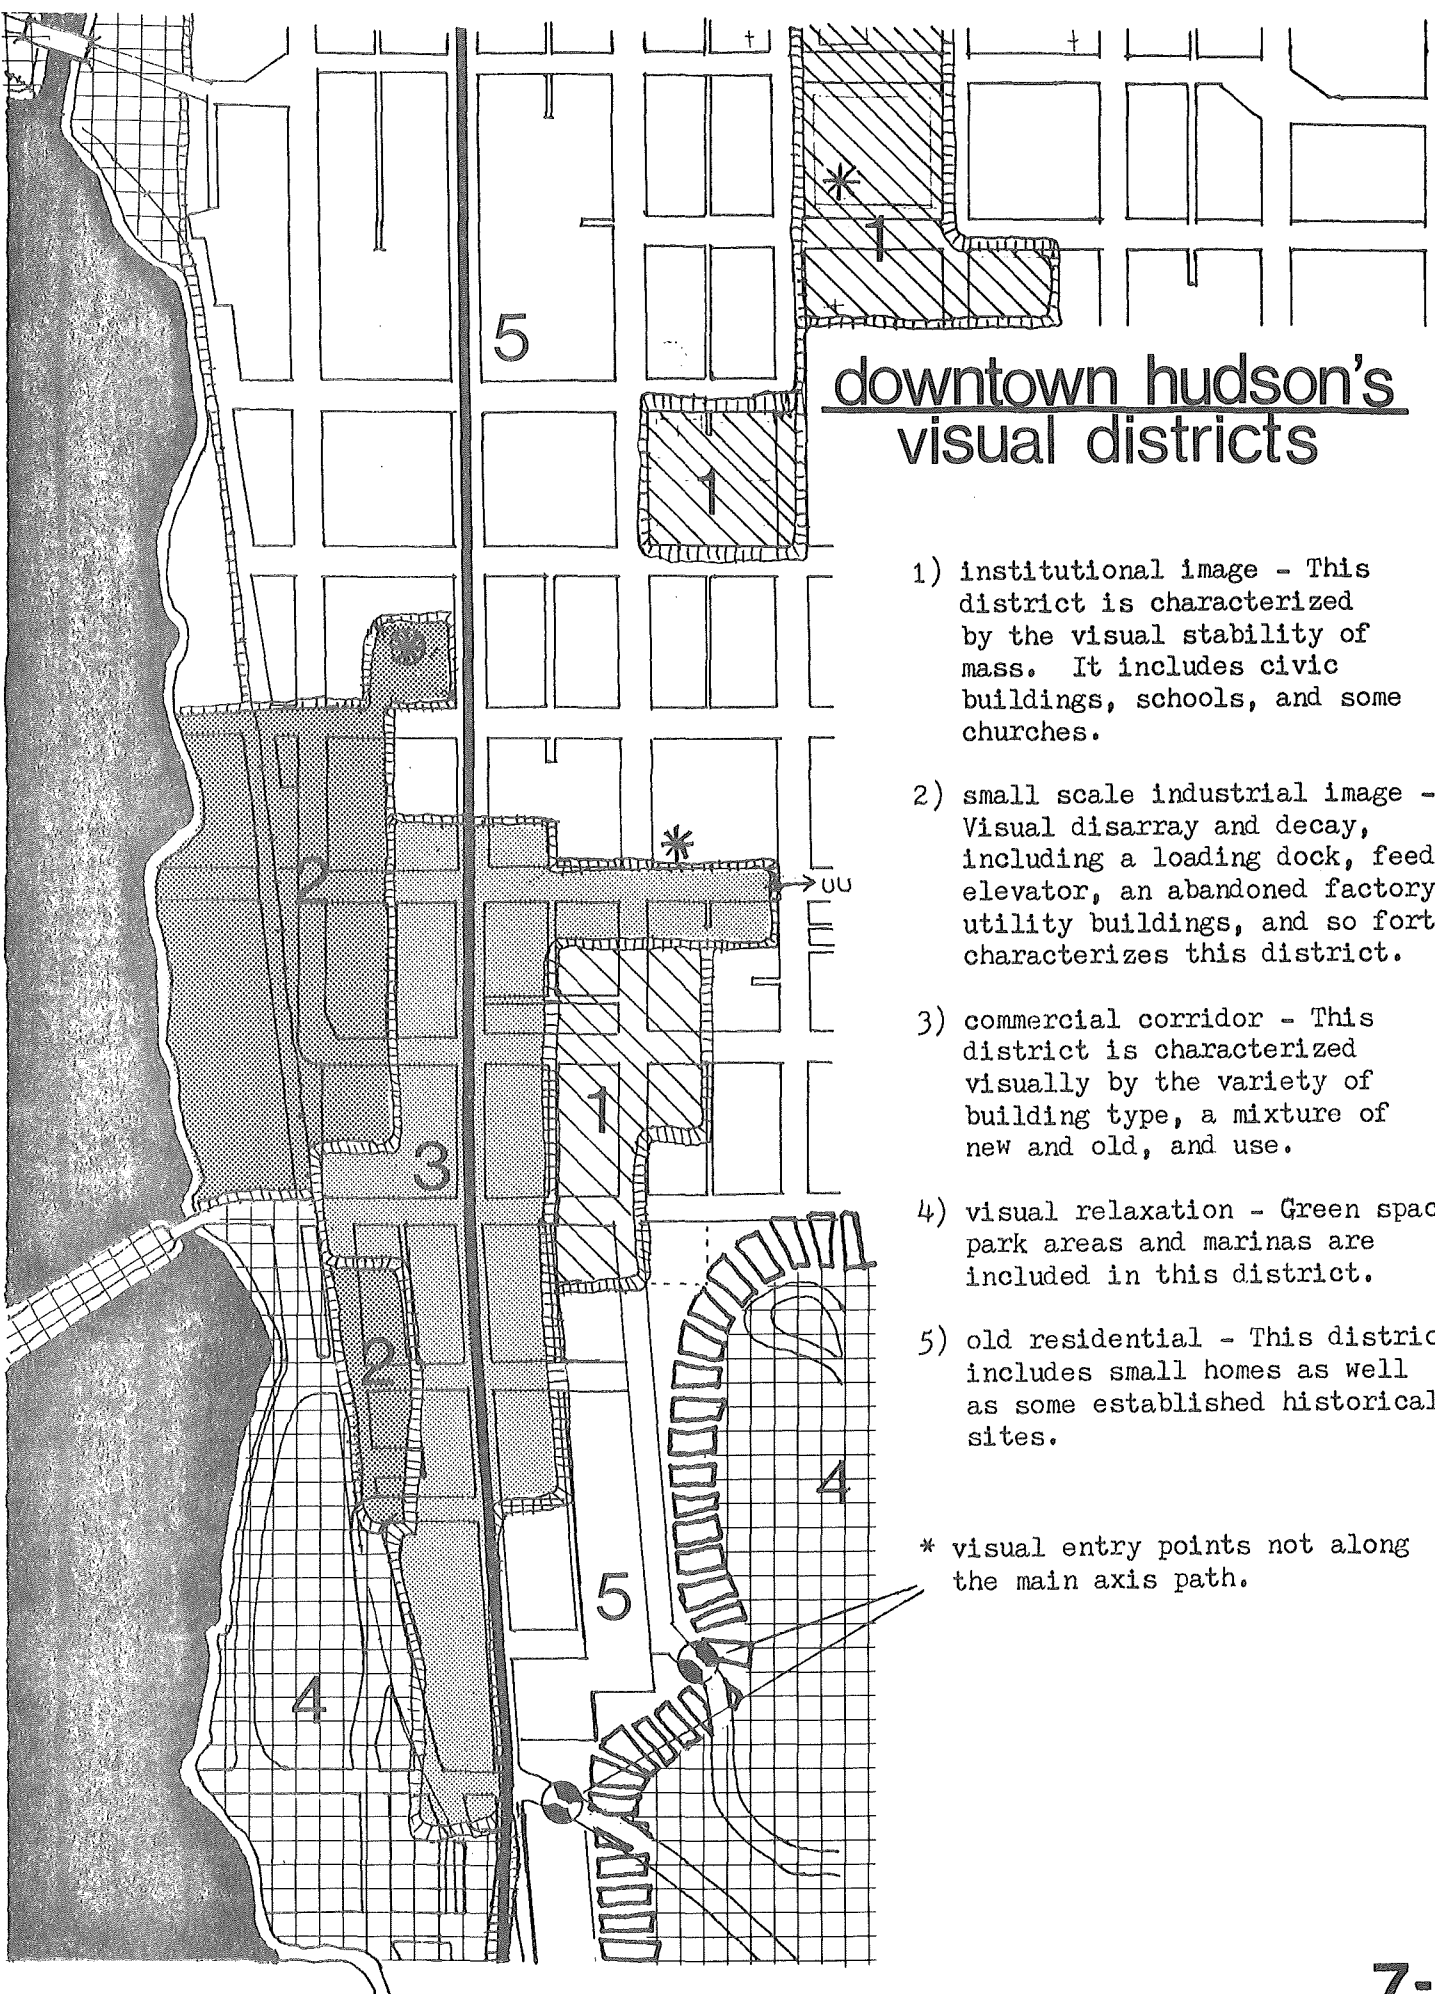 5
1
downtown hudson's
visual districts
1
1) institutional image - This
district is characterized
by the visual stability of
mass. It includes civic
buildings, schools, and some
churches.
2) small scale industrial image -
Visual disarray and decay,
including a loading dock, feed
elevator, an abandoned factory
utility buildings, and so fort
characterizes this district.
2
UU
3) commercial corridor - This
district is characterized
visually by the variety of
building type, a mixture of
new and old, and use.
1
3
4) visual relaxation - Green spac
park areas and marinas are
included in this district.
2
5) old residential - This distric
includes small homes as well
as some established historical
sites.
4
* visual entry points not along
the main axis path.
5
4
7-